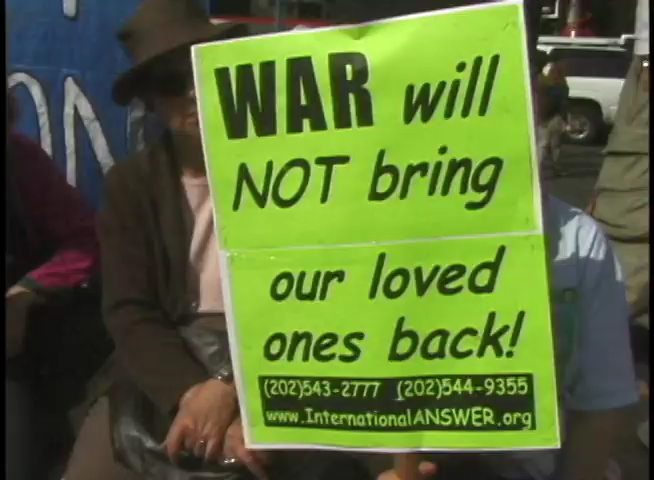 WAR will
NOT bring
our loved
ones back!
(202)543-2777 (202)544-9355
www.InternationalANSWER.org